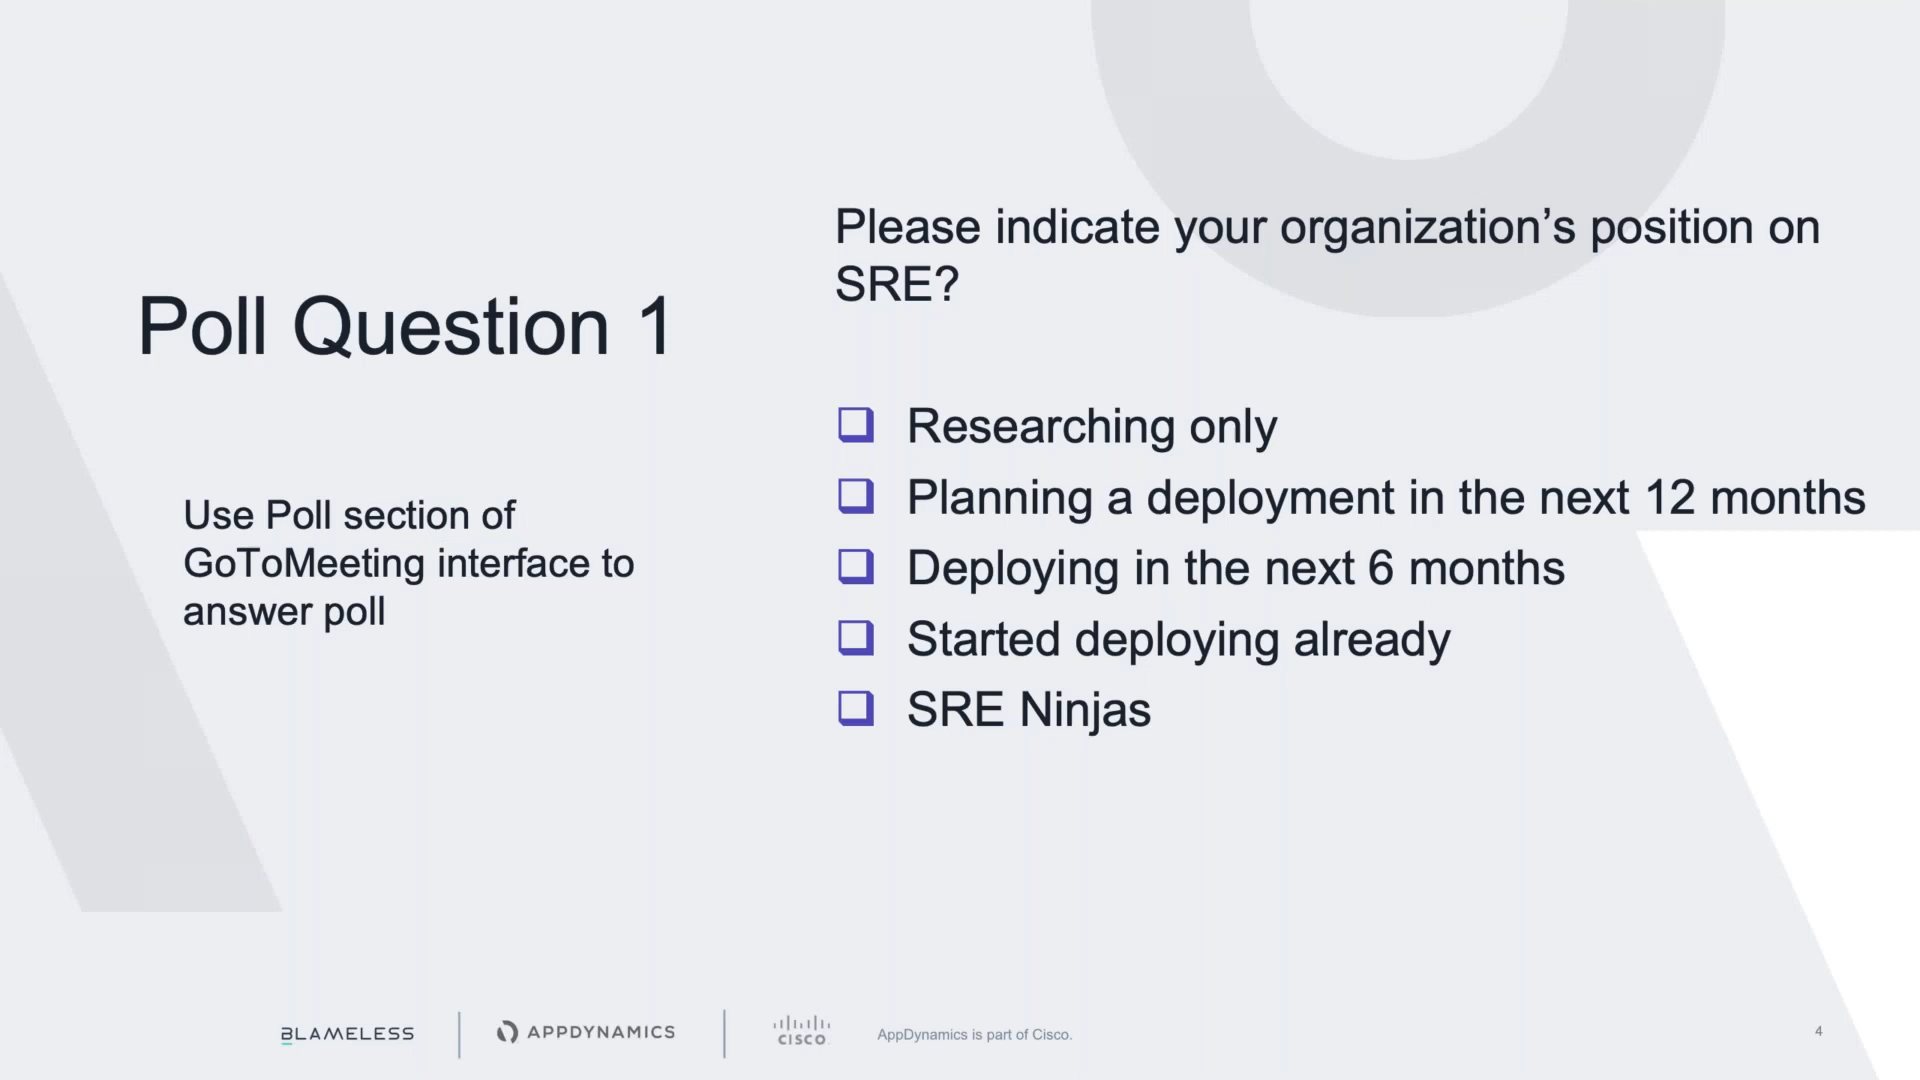 Poll Question 1
Use Poll section of
GoToMeeting interface to
answer poll
Please indicate your organization’s position on
SRE?
Researching only
Planning a deployment in the next 12 months
Deploying in the next 6 months
Started deploying already
SRE Ninjas
BLAMELESS
APPDYNAMICS
CISCO
AppDynamics is part of Cisco.
4